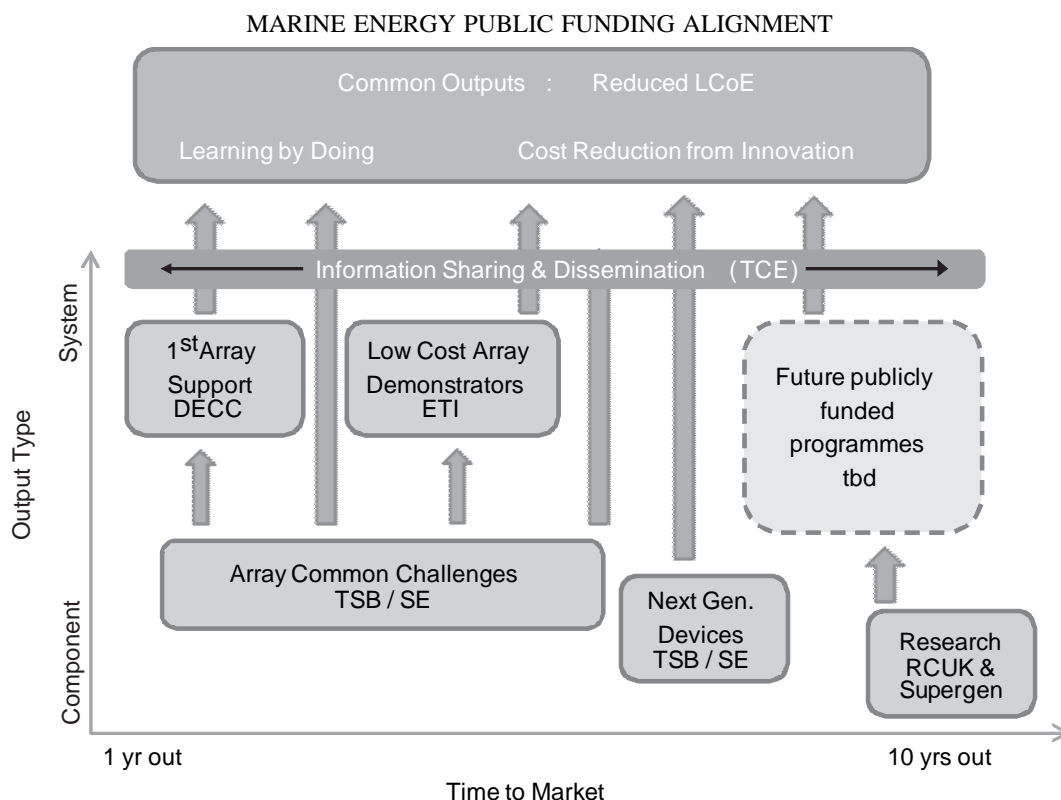 MARINE ENERGY PUBLIC FUNDING ALIGNMENT
Common Outputs : Reduced LCoE
Learning by Doing Cost Reduction from Innovation
Information Sharing & Dissemination (TCE)
System
Output Type
Component
1st Array
Support
DECC
Low Cost Array
Demonstrators
ETI
Future publicly
funded
programmes
tbd
Array Common Challenges
TSB / SE
Next Gen.
Devices
TSB / SE
Research
RCUK &
Supergen
1 yr out
10 yrs out
Time to Market